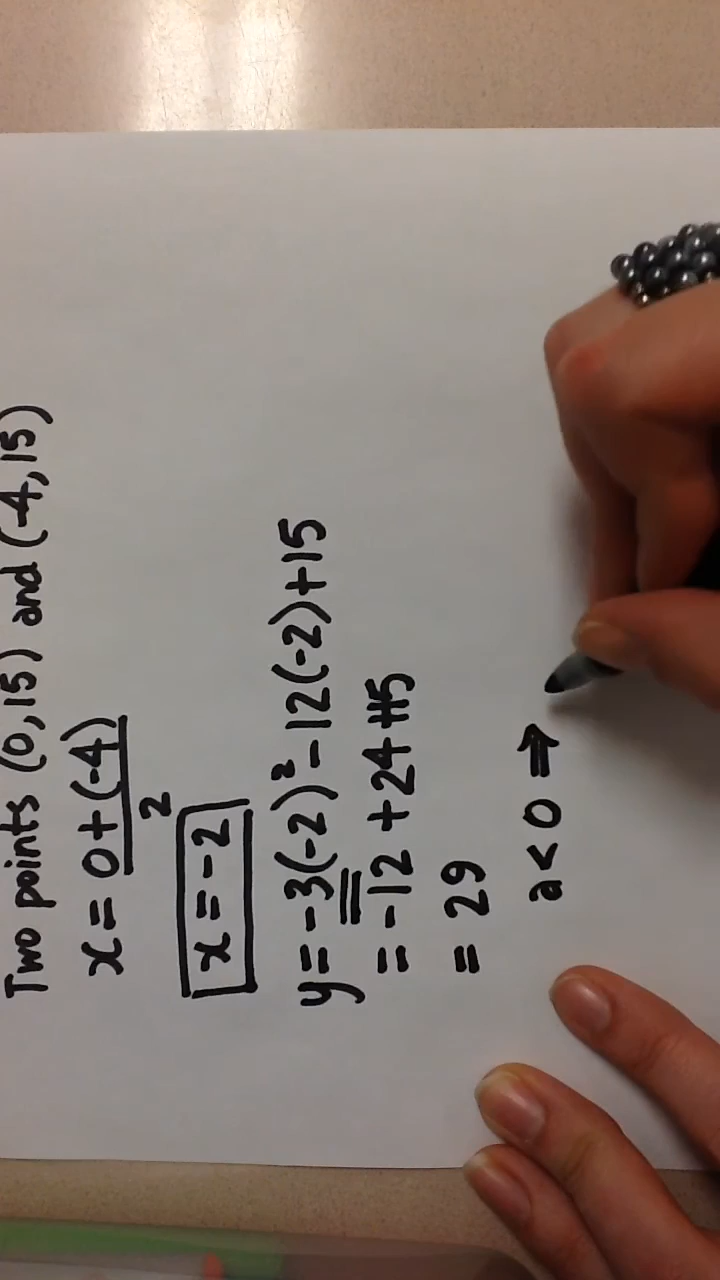 Two points (0,15) and (-4,15)
x = 0+(-4)
2
x = -2
y = -3(-2)² - 12(-2)+15
= -12 + 24 +15
= 29
a < 0 ⇒